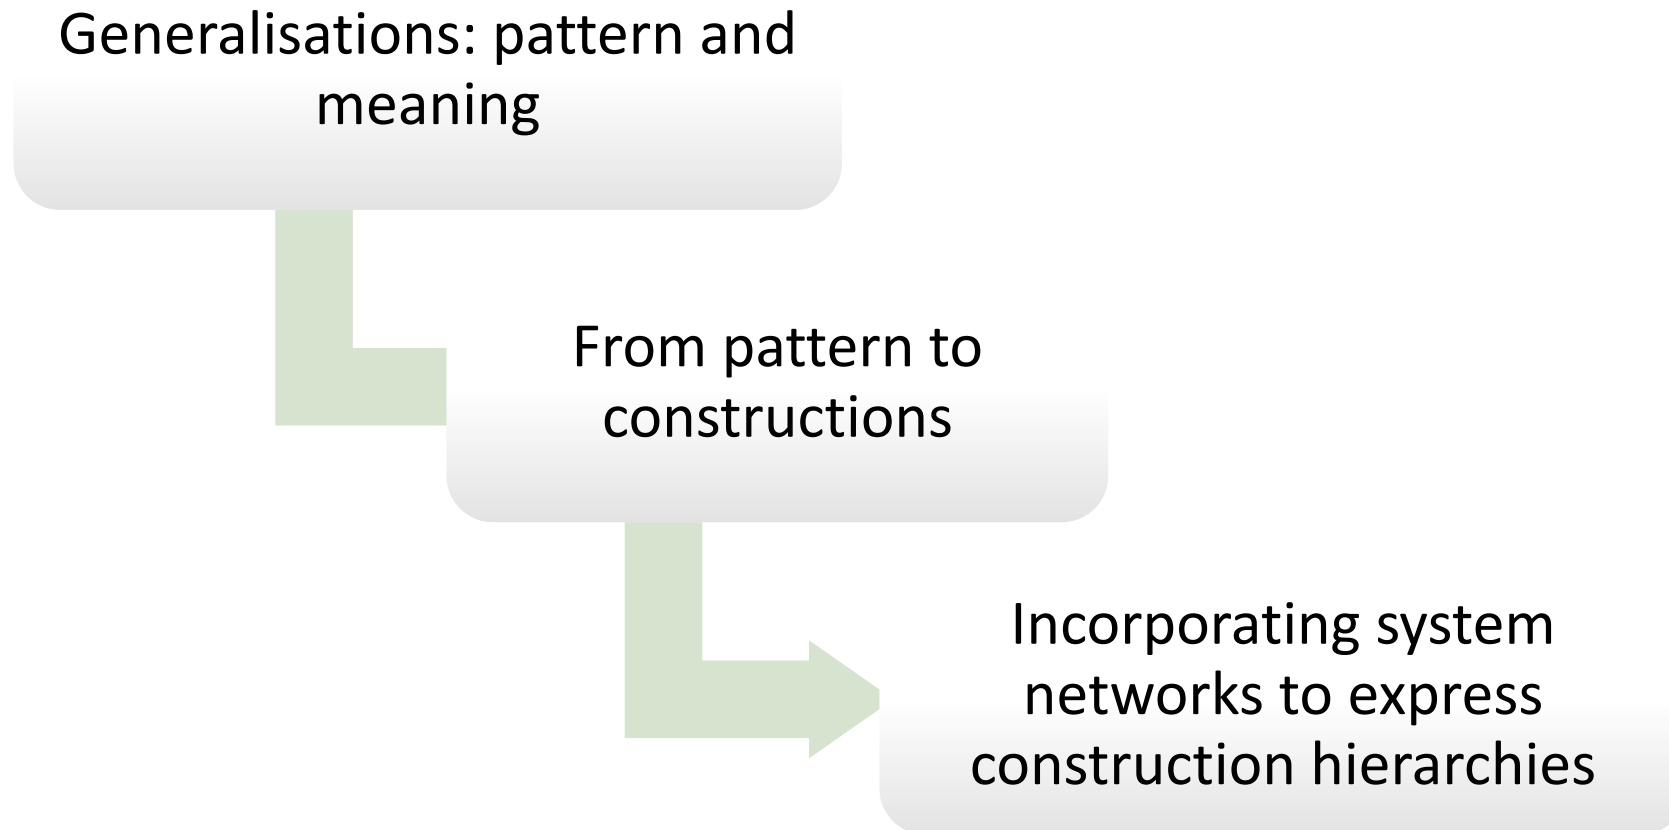 Generalisations: pattern and
meaning
From pattern to
constructions
Incorporating system
networks to express
construction hierarchies